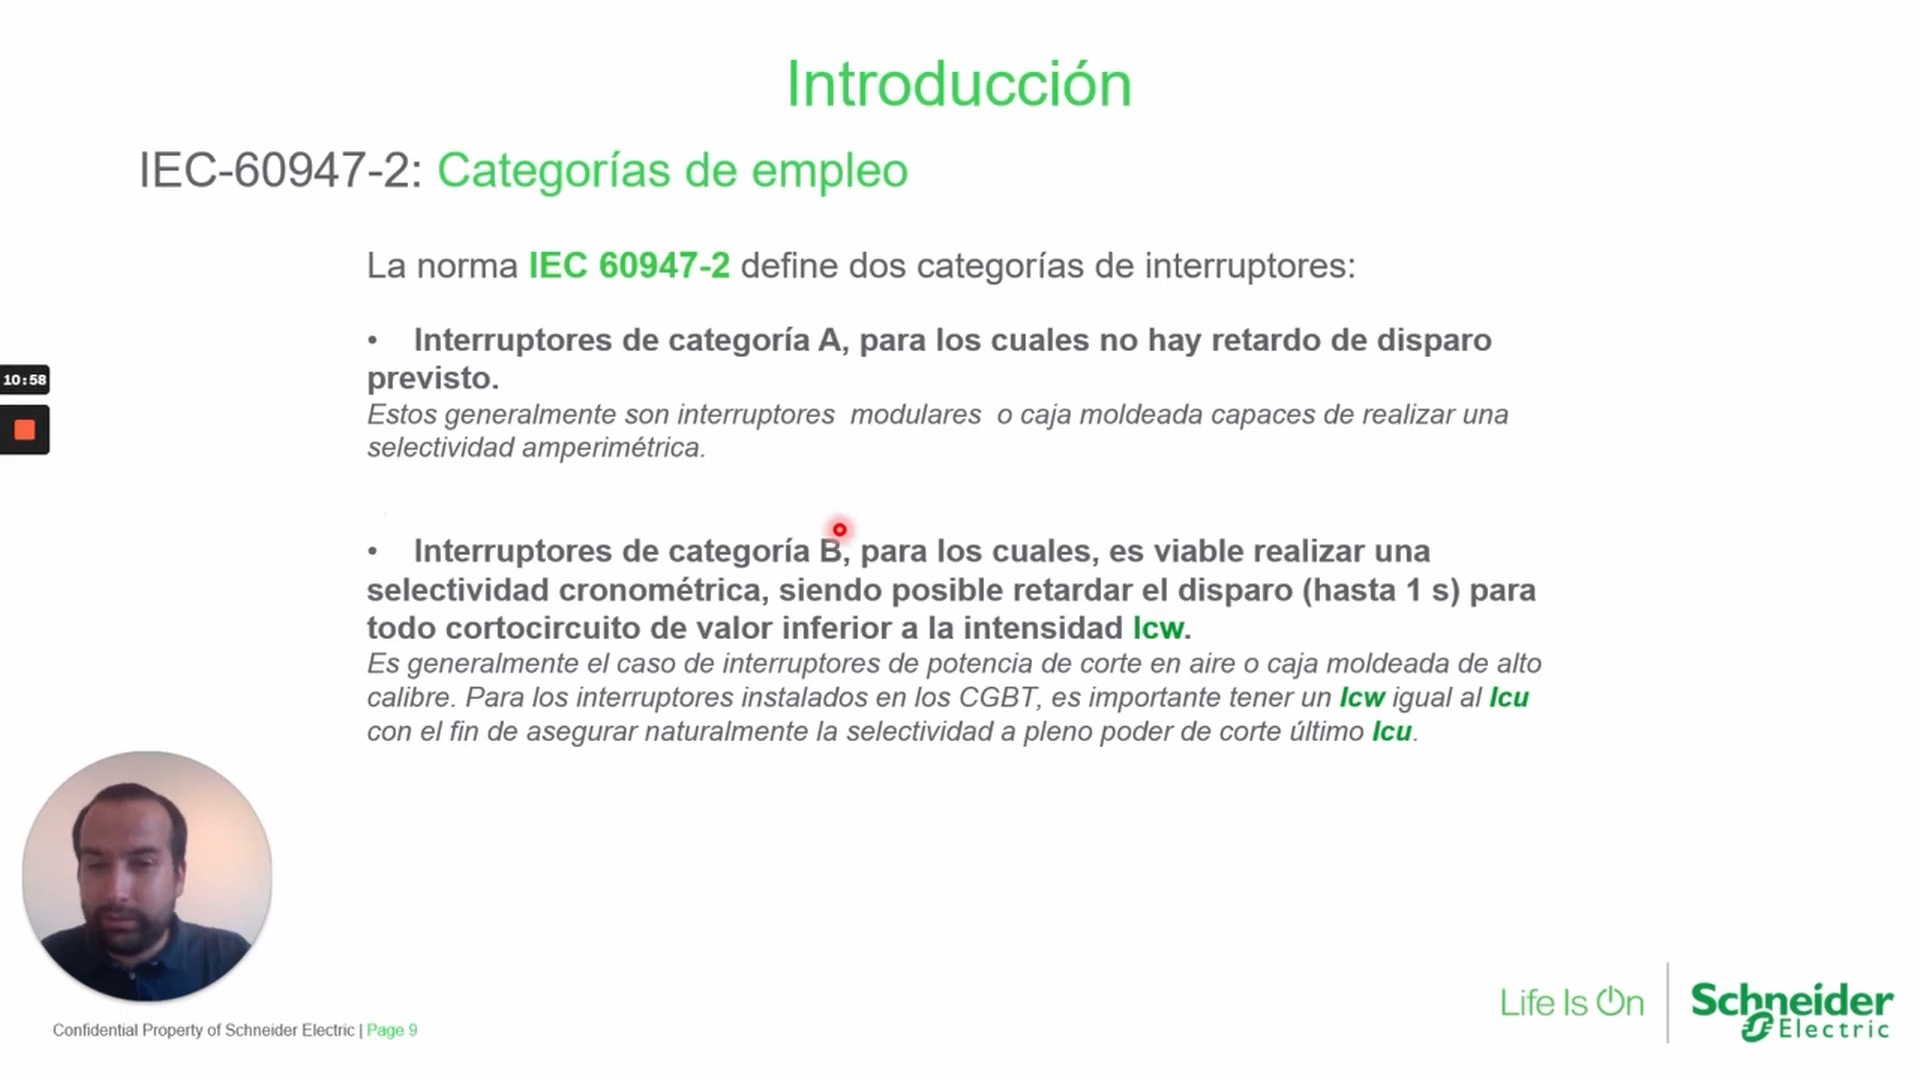 Introducción
IEC-60947-2: Categorías de empleo
La norma IEC 60947-2 define dos categorías de interruptores:
• Interruptores de categoría A, para los cuales no hay retardo de disparo
previsto.
Estos generalmente son interruptores modulares o caja moldeada capaces de realizar una
selectividad amperimétrica.
• Interruptores de categoría B, para los cuales, es viable realizar una
selectividad cronométrica, siendo posible retardar el disparo (hasta 1 s) para
todo cortocircuito de valor inferior a la intensidad Icw.
Es generalmente el caso de interruptores de potencia de corte en aire o caja moldeada de alto
calibre. Para los interruptores instalados en los CGBT, es importante tener un Icw igual al Icu
con el fin de asegurar naturalmente la selectividad a pleno poder de corte último Icu.
10:58
Confidential Property of Schneider Electric | Page 9
Life Is On
Schneider
Electric